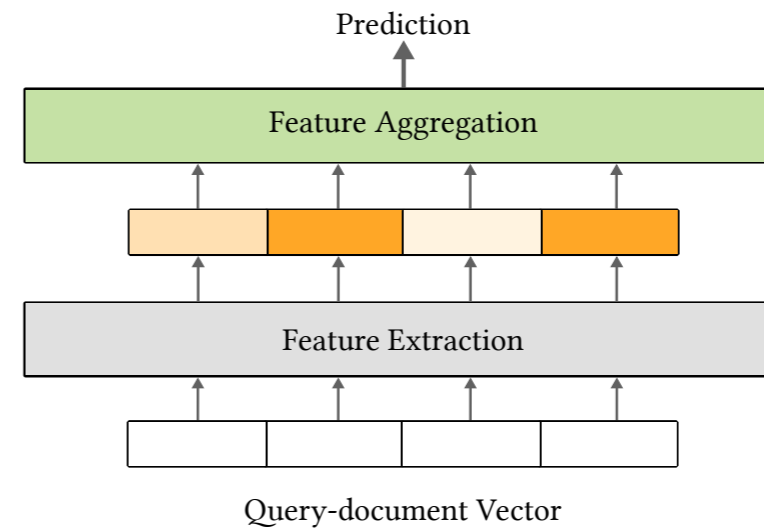 Prediction
Feature Aggregation
Feature Extraction
Query-document Vector